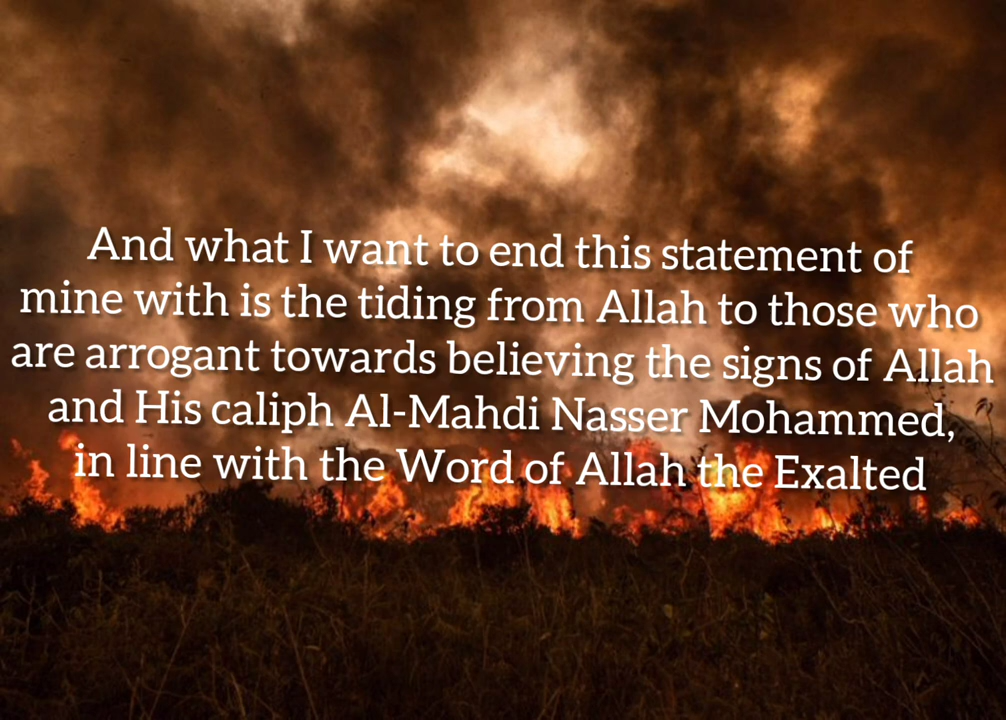 And what I want to end this statement of
mine with is the tiding from Allah to those who
are arrogant towards believing the signs of Allah
and His caliph Al-Mahdi Nasser Mohammed,
in line with the Word of Allah the Exalted